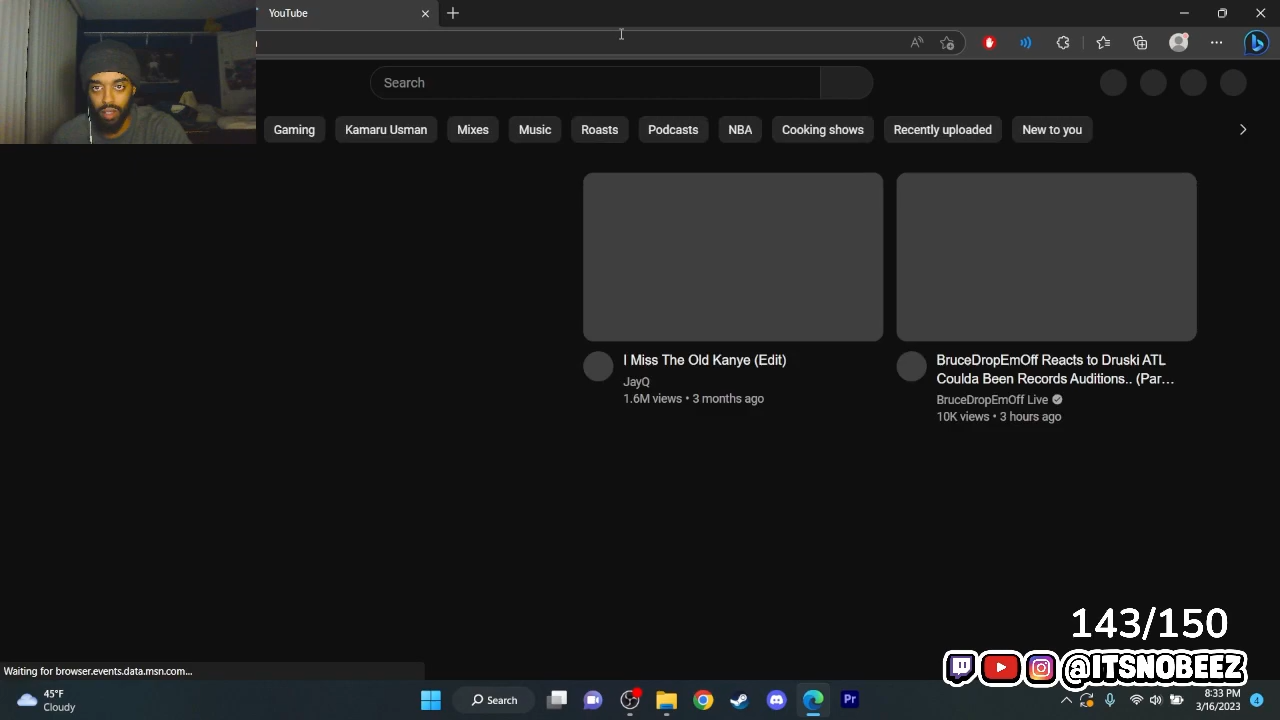 YouTube
Search
Gaming
Kamaru Usman
Mixes
Music
Roasts
Podcasts
NBA
Cooking shows
Recently uploaded
New to you
I Miss The Old Kanye (Edit)
JayQ
1.6M views • 3 months ago
BruceDropEmOff Reacts to Druski ATL
Coulda Been Records Auditions.. (Par...
BruceDropEmOff Live
10K views • 3 hours ago
143/150
@ITSNOBEEZ
Waiting for browser.events.data.msn.com...
45°F
Cloudy
Search
Pr
8:33 PM
3/16/2023
4